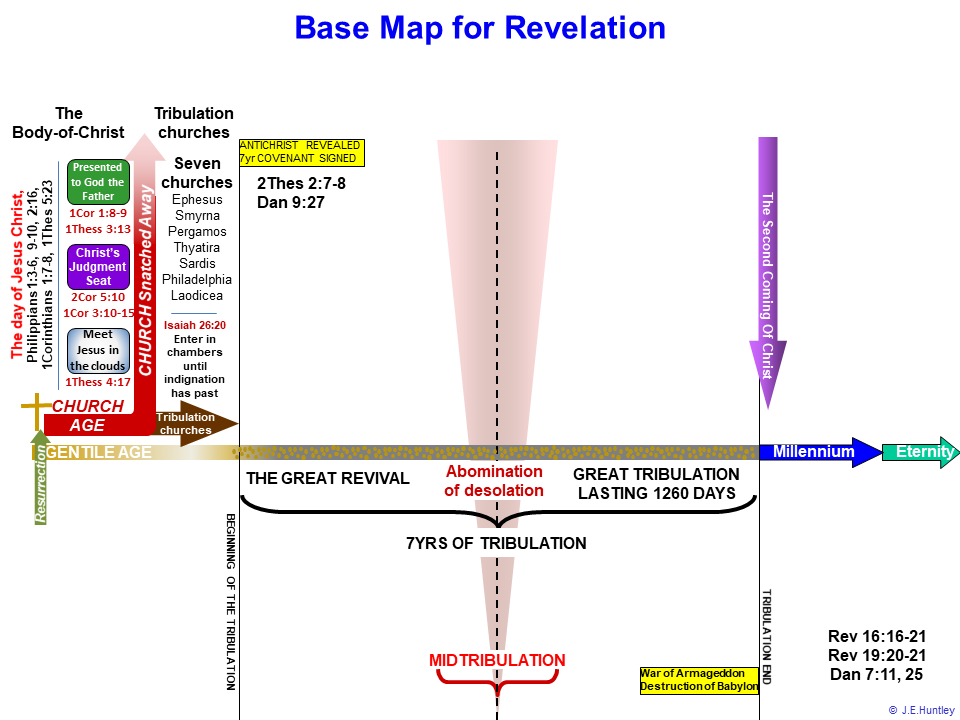 Base Map for Revelation
The
Body-of-Christ
Tribulation
churches
The day of Jesus Christ,
Philippians 1:3-6, 9-10, 2:16,
1Corinthians 1:7-8, 1Thes 5:23
Presented
to God the
Father
1Cor 1:8-9
1Thess 3:13
Christ's
Judgment
Seat
2Cor 5:10
1Cor 3:10-15
Meet
Jesus in
the clouds
1Thess 4:17
CHURCH Snatched Away
Seven
churches
Ephesus
Smyrna
Pergamos
Thyatira
Sardis
Philadelphia
Laodicea
Isaiah 26:20
Enter in
chambers
until
indignation
has past
ANTICHRIST REVEALED
7yr COVENANT SIGNED
2Thes 2:7-8
Dan 9:27
The Second Coming Of Christ
CHURCH
AGE
Tribulation
churches
GENTILE AGE
Millennium
Eternity
Resurrection
THE GREAT REVIVAL
Abomination
of desolation
GREAT TRIBULATION
LASTING 1260 DAYS
7YRS OF TRIBULATION
BEGINNING OF THE TRIBULATION
MIDTRIBULATION
TRIBULATION END
War of Armageddon
Destruction of Babylon
Rev 16:16-21
Rev 19:20-21
Dan 7:11, 25
© J.E.Huntley